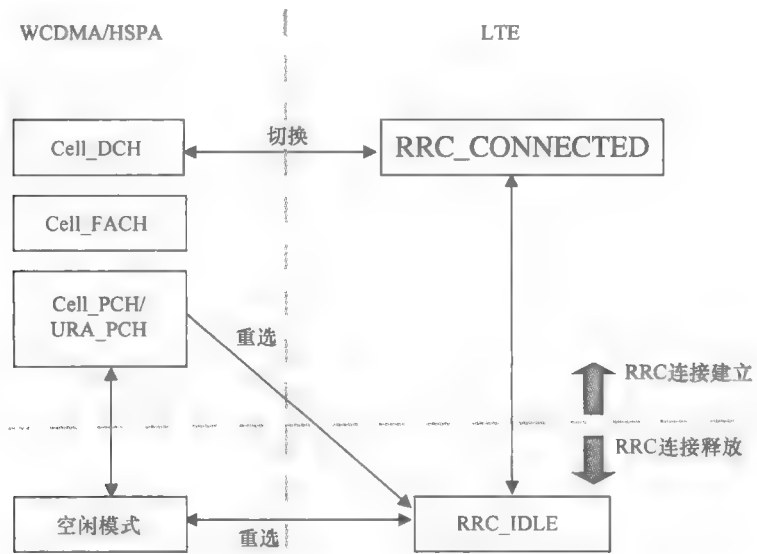 WCDMA/HSPA
LTE
Cell_DCH
切换
RRC_CONNECTED
Cell_FACH
Cell_PCH/
URA_PCH
重选
RRC连接建立
RRC连接释放
空闲模式
重选
RRC_IDLE